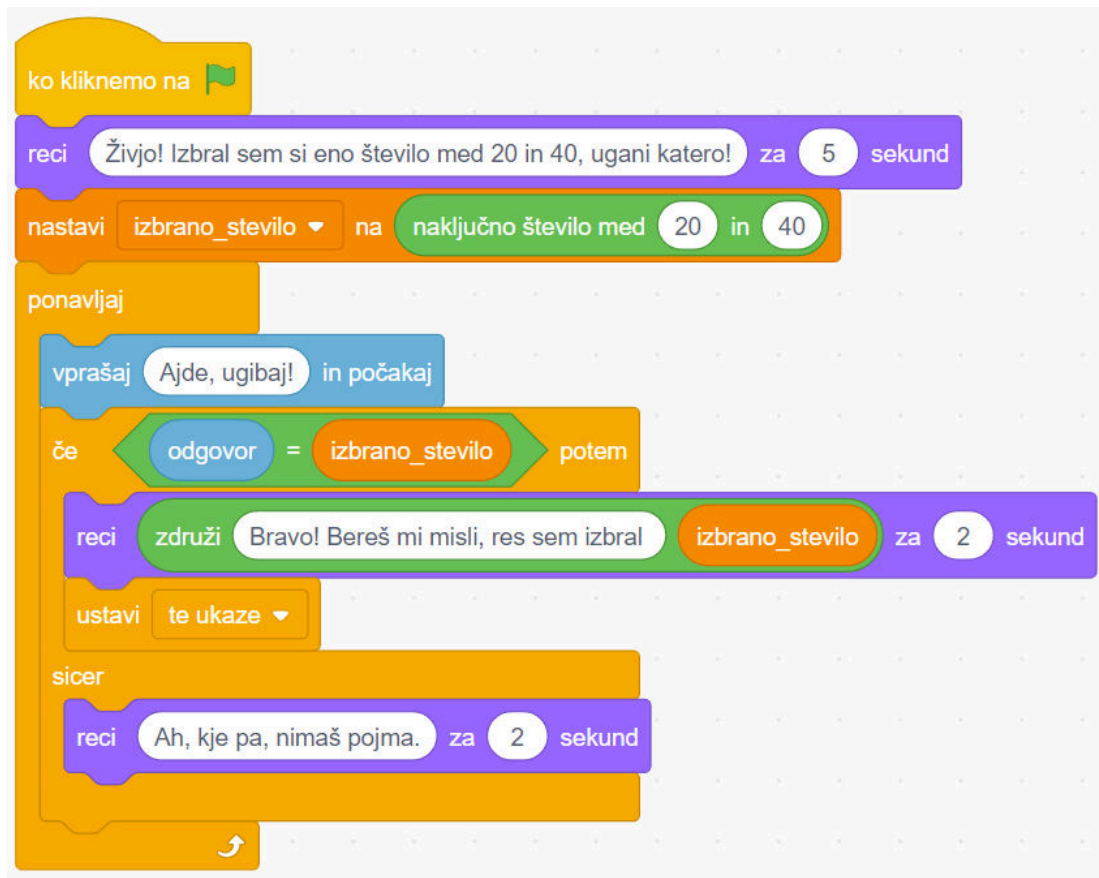 ko kliknemo na
reci Živjo! Izbral sem si eno število med 20 in 40, ugani katero! za 5 sekund
nastavi izbrano_stevilo na naključno število med 20 in 40
ponavljaj
vprašaj Ajde, ugibaj! in počakaj
če odgovor = izbrano_stevilo potem
reci združi Bravo! Bereš mi misli, res sem izbral izbrano_stevilo za 2 sekund
ustavi te ukaze
sicer
reci Ah, kje pa, nimaš pojma. za 2 sekund